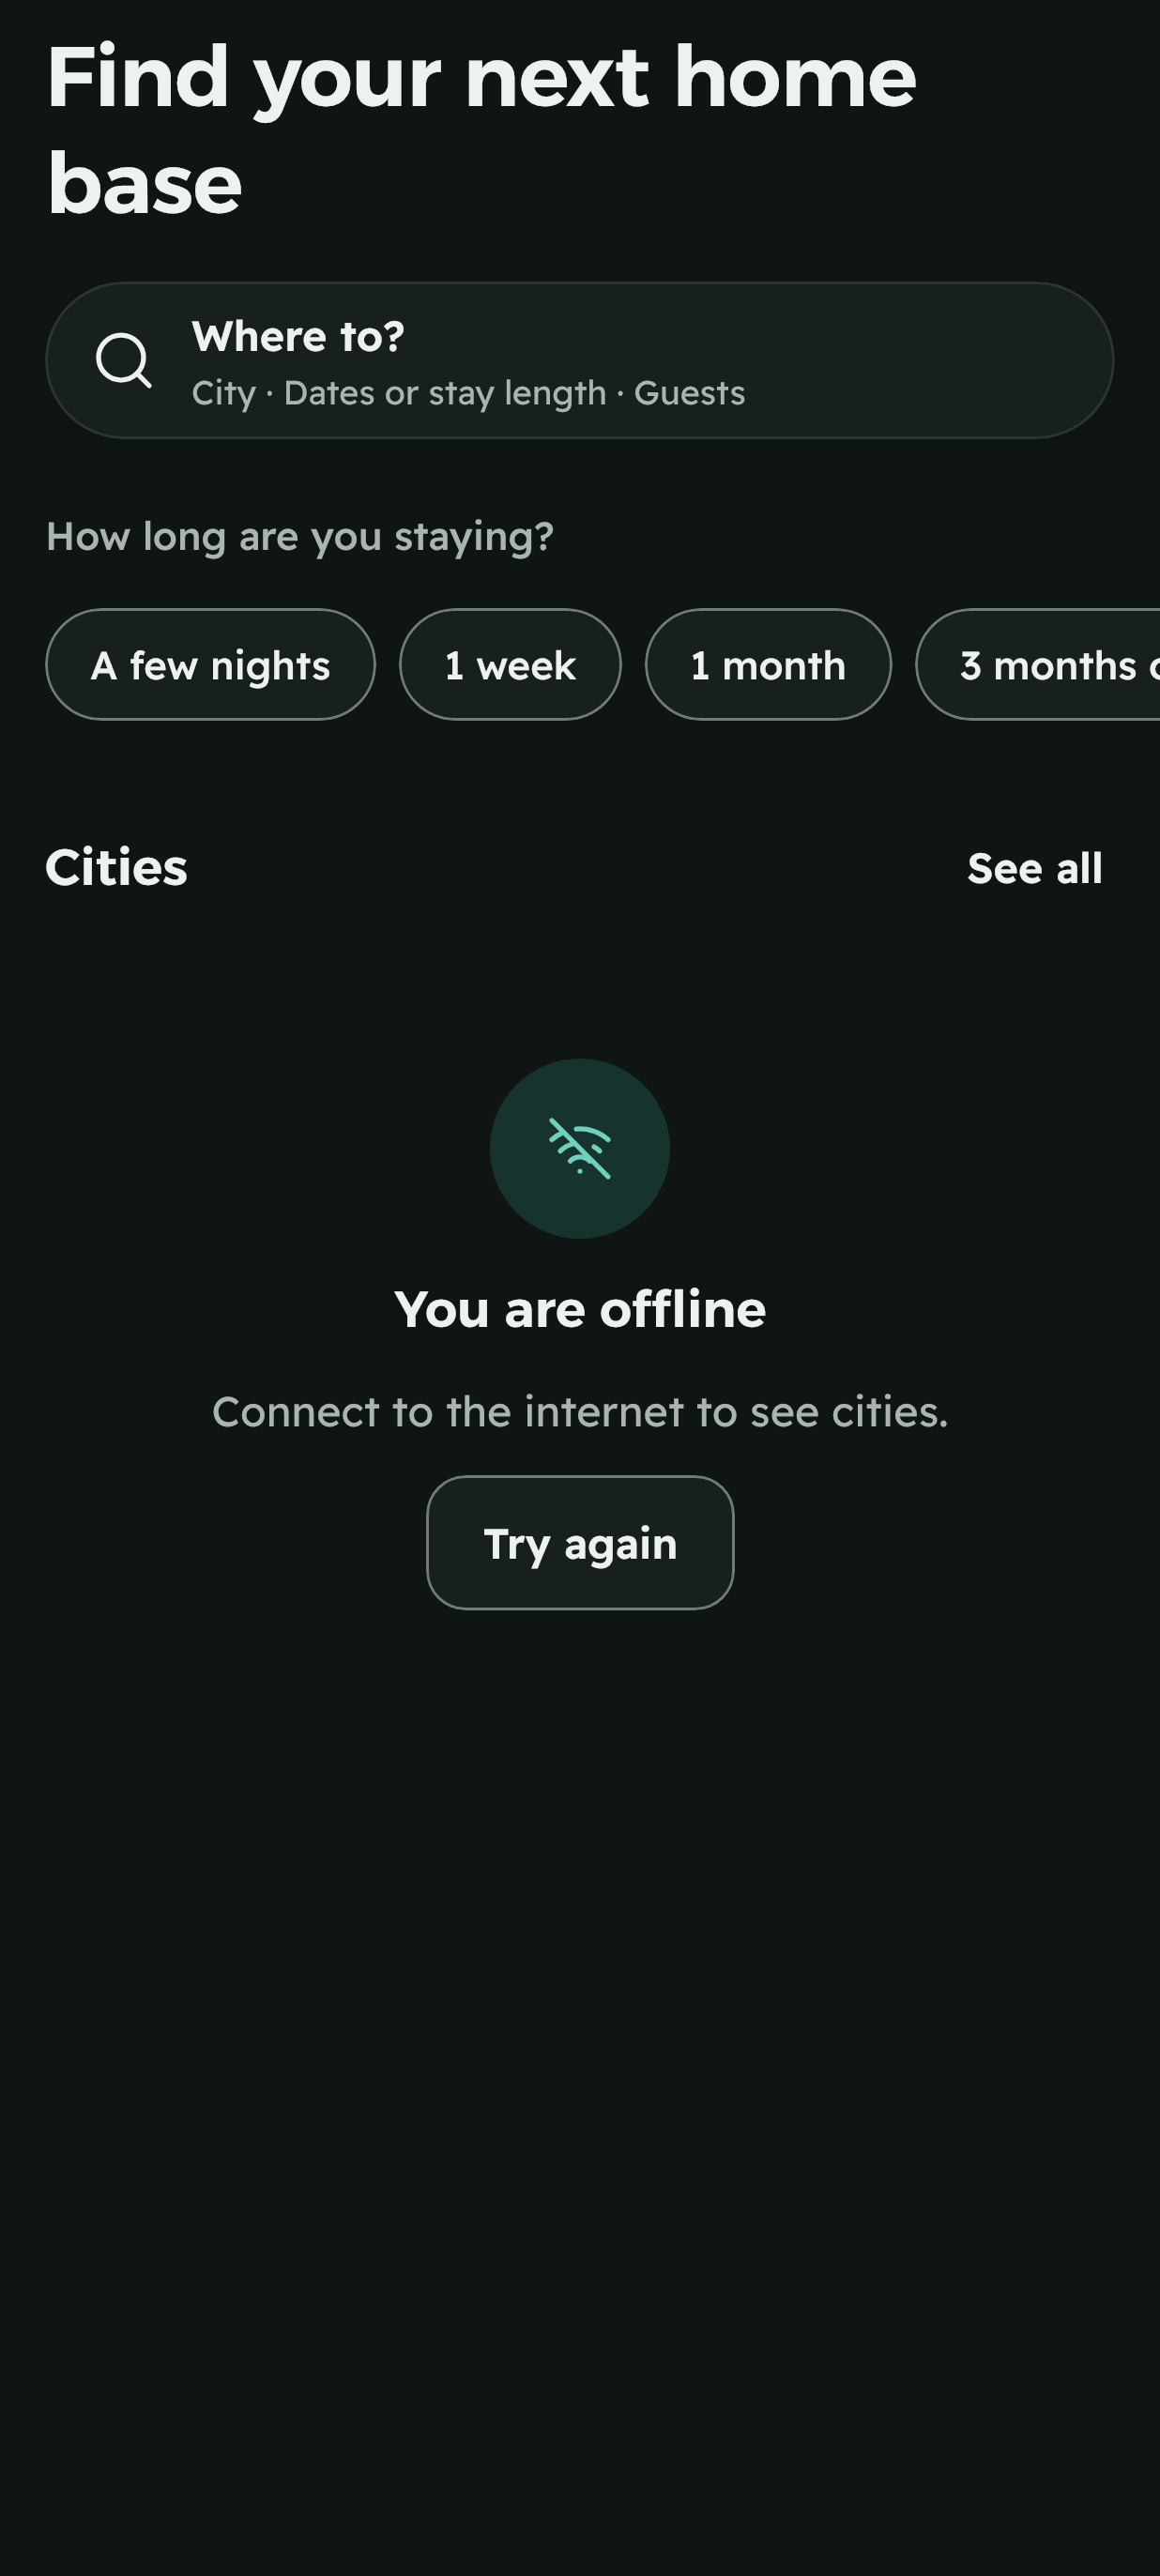 Find your next home
base
Where to?
City · Dates or stay length · Guests
How long are you staying?
A few nights
1 week
1 month
3 months
Cities
See all
You are offline
Connect to the internet to see cities.
Try again